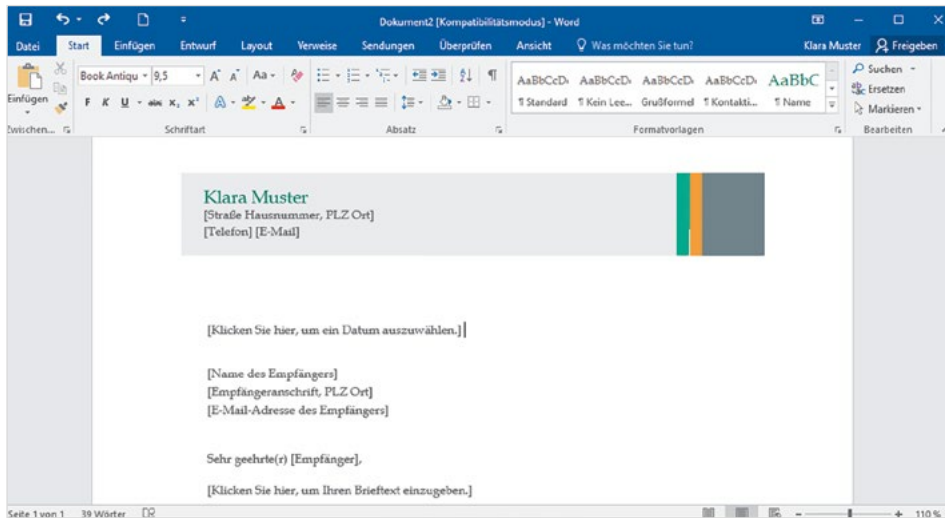 Dokument2 [Kompatibilitätsmodus] - Word
Datei Start Einfügen Entwurf Layout Verweise Sendungen Überprüfen Ansicht Was möchten Sie tun? Klara Muster Freigeben
Einfügen
Book Antiqu 9,5 A A Aa
F K U abc x₂ x² A A
AaBbCcD AaBbCcD AaBbCcD AaBbCcD AaBbC
¶ Standard ¶ Kein Lee... Grußformel ¶ Kontakti... ¶ Name
Suchen
Ersetzen
Markieren
Zwischen... Schriftart Absatz Formatvorlagen Bearbeiten
Klara Muster
[Straße Hausnummer, PLZ Ort]
[Telefon] [E-Mail]
[Klicken Sie hier, um ein Datum auszuwählen.]
[Name des Empfängers]
[Empfängeranschrift, PLZ Ort]
[E-Mail-Adresse des Empfängers]
Sehr geehrte(r) [Empfänger],
[Klicken Sie hier, um Ihren Brieftext einzugeben.]
Seite 1 von 1 39 Wörter 110 %